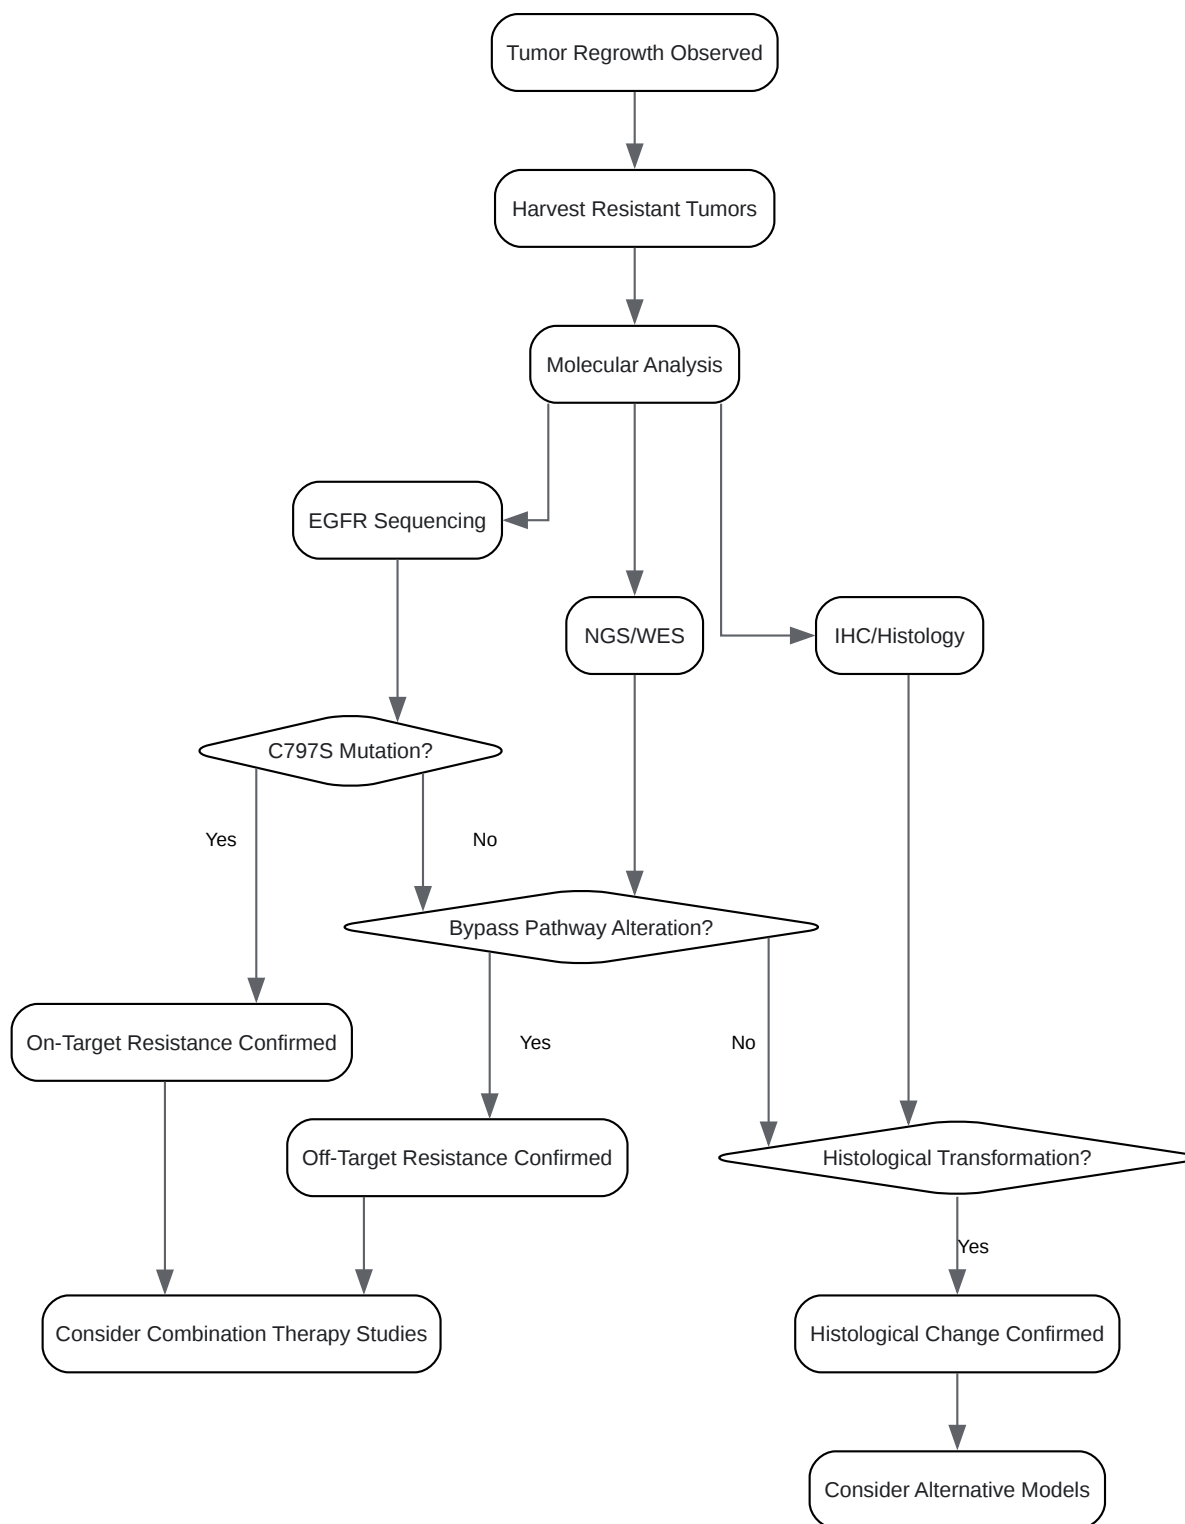 Tumor Regrowth Observed
Harvest Resistant Tumors
Molecular Analysis
EGFR Sequencing
NGS/WES
IHC/Histology
C797S Mutation?
Yes
No
Bypass Pathway Alteration?
On-Target Resistance Confirmed
Yes
No
Off-Target Resistance Confirmed
Histological Transformation?
Yes
Consider Combination Therapy Studies
Histological Change Confirmed
Consider Alternative Models